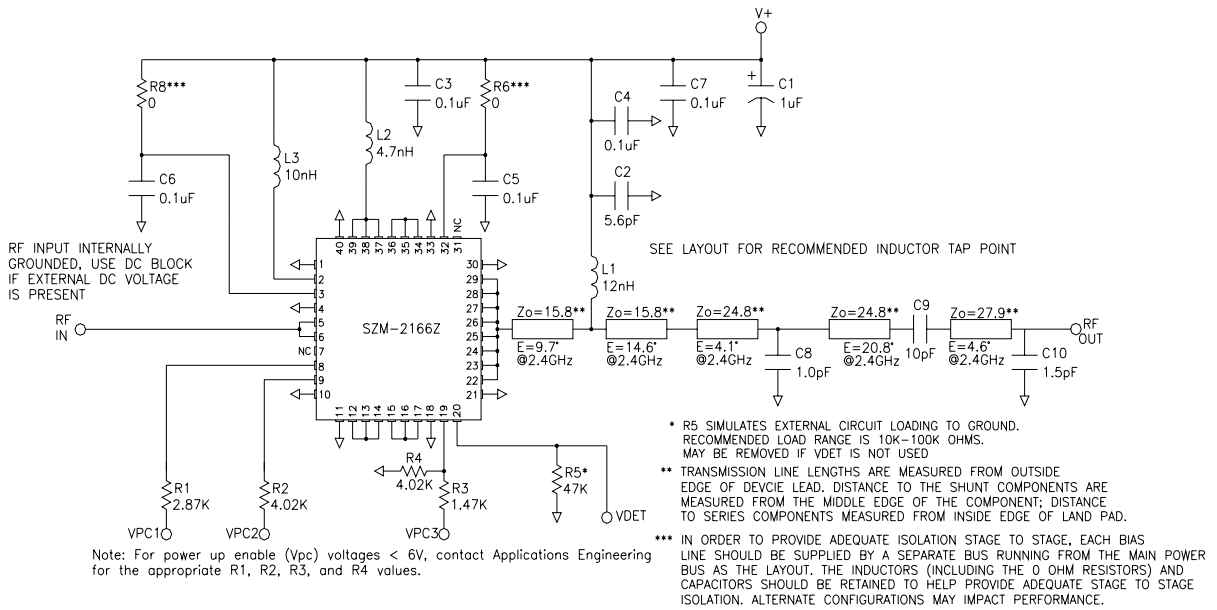 V+
R8***
0
C3
0.1uF
R6***
0
C4
0.1uF
C7
0.1uF
+
C1
1uF
L2
4.7nH
L3
10nH
C6
0.1uF
C5
0.1uF
C2
5.6pF
RF INPUT INTERNALLY
GROUNDED, USE DC BLOCK
IF EXTERNAL DC VOLTAGE
IS PRESENT
40 39 38 37 36 35 34 33 32 31 NC
SEE LAYOUT FOR RECOMMENDED INDUCTOR TAP POINT
L1
12nH
1
2
3
4
5
6
NC 7
8
9
10
SZM-2166Z
30
29
28
27
26
25
24
23
22
21
11 12 13 14 15 16 17 18 19 20
RF
IN
Zo=15.8**
E=9.7°
@2.4GHz
Zo=15.8**
E=14.6°
@2.4GHz
Zo=24.8**
E=4.1°
@2.4GHz
C8
1.0pF
Zo=24.8**
E=20.8°
@2.4GHz
C9
10pF
Zo=27.9**
E=4.6°
@2.4GHz
C10
1.5pF
RF
OUT
R4
4.02K
R1
2.87K
R2
4.02K
R3
1.47K
R5*
47K
VPC1
VPC2
VPC3
VDET
Note: For power up enable (Vpc) voltages < 6V, contact Applications Engineering
for the appropriate R1, R2, R3, and R4 values.
* R5 SIMULATES EXTERNAL CIRCUIT LOADING TO GROUND.
RECOMMENDED LOAD RANGE IS 10K-100K OHMS.
MAY BE REMOVED IF VDET IS NOT USED
** TRANSMISSION LINE LENGTHS ARE MEASURED FROM OUTSIDE
EDGE OF DEVCIE LEAD. DISTANCE TO THE SHUNT COMPONENTS ARE
MEASURED FROM THE MIDDLE EDGE OF THE COMPONENT; DISTANCE
TO SERIES COMPONENTS MEASURED FROM INSIDE EDGE OF LAND PAD.
*** IN ORDER TO PROVIDE ADEQUATE ISOLATION STAGE TO STAGE, EACH BIAS
LINE SHOULD BE SUPPLIED BY A SEPARATE BUS RUNNING FROM THE MAIN POWER
BUS AS THE LAYOUT. THE INDUCTORS (INCLUDING THE 0 OHM RESISTORS) AND
CAPACITORS SHOULD BE RETAINED TO HELP PROVIDE ADEQUATE STAGE TO STAGE
ISOLATION. ALTERNATE CONFIGURATIONS MAY IMPACT PERFORMANCE.